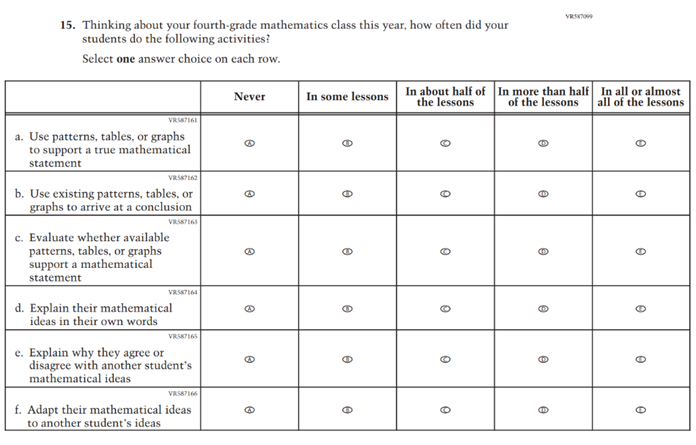 VR587099
15. Thinking about your fourth-grade mathematics class this year, how often did your
students do the following activities?
Select one answer choice on each row.
Never
In some lessons
In about half of
the lessons
In more than half
of the lessons
In all or almost
all of the lessons
VR587161
a. Use patterns, tables, or graphs
to support a true mathematical
statement
A B C D E
VR587162
b. Use existing patterns, tables, or
graphs to arrive at a conclusion
A B C D E
VR587163
c. Evaluate whether available
patterns, tables, or graphs
support a mathematical
statement
A B C D E
VR587164
d. Explain their mathematical
ideas in their own words
A B C D E
VR587165
e. Explain why they agree or
disagree with another student's
mathematical ideas
A B C D E
VR587166
f. Adapt their mathematical ideas
to another student's ideas
A B C D E